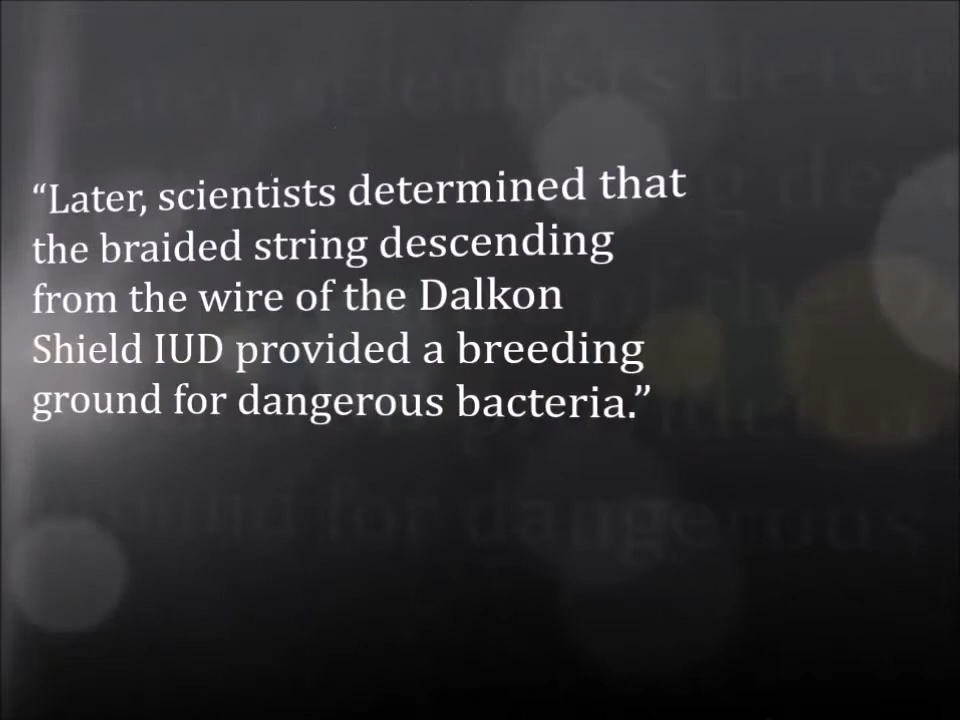 “Later, scientists determined that
the braided string descending
from the wire of the Dalkon
Shield IUD provided a breeding
ground for dangerous bacteria.”